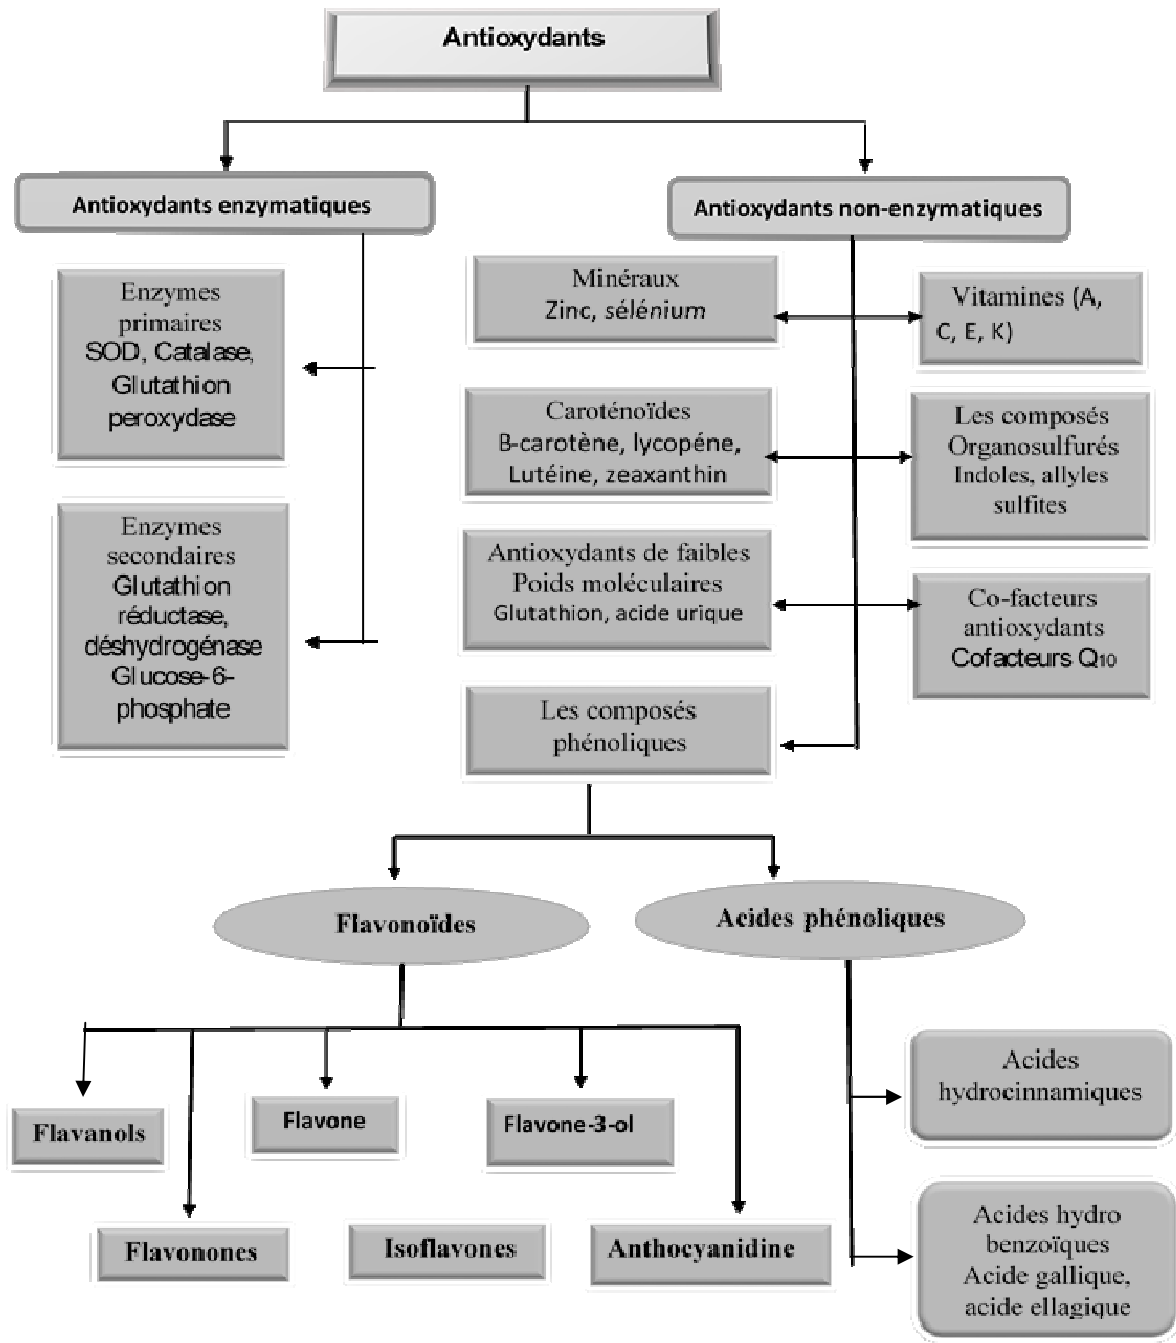 Antioxydants
Antioxydants enzymatiques
Antioxydants non-enzymatiques
Enzymes
primaires
SOD, Catalase,
Glutathion
peroxydase
Enzymes
secondaires
Glutathion
réductase,
déshydrogénase
Glucose-6-
phosphate
Minéraux
Zinc, sélénium
Vitamines (A,
C, E, K)
Caroténoïdes
B-carotène, lycopéne,
Lutéine, zeaxanthin
Les composés
Organosulfurés
Indoles, allyles
sulfites
Antioxydants de faibles
Poids moléculaires
Glutathion, acide urique
Co-facteurs
antioxydants
Cofacteurs Q10
Les composés
phénoliques
Flavonoïdes
Acides phénoliques
Flavanols
Flavone
Flavone-3-ol
Flavonones
Isoflavones
Anthocyanidine
Acides
hydrocinnamiques
Acides hydro
benzoïques
Acide gallique,
acide ellagique